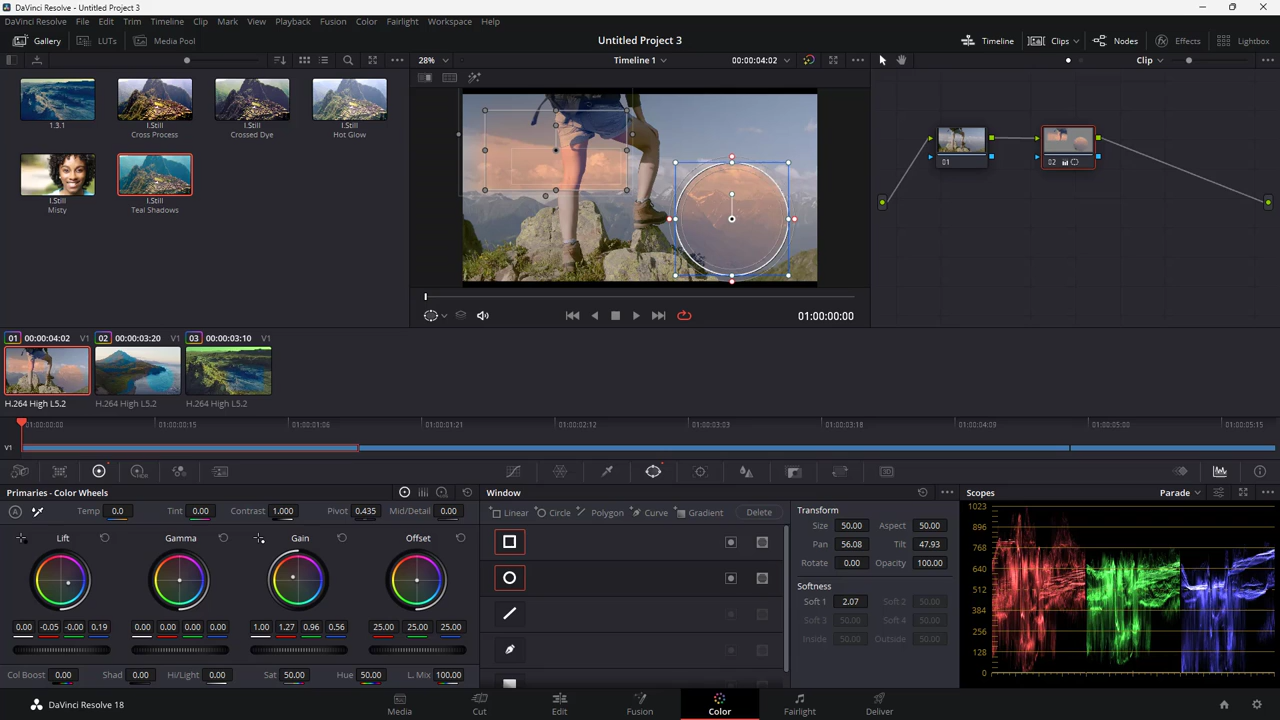 DaVinci Resolve - Untitled Project 3
DaVinci Resolve File Edit Trim Timeline Clip Mark View Playback Fusion Color Fairlight Workspace Help
Gallery LUTs Media Pool Untitled Project 3 Timeline Clips Nodes Effects Lightbox
28% Timeline 1 00:00:04:02 Clip
1.3.1 I.Still I.Still I.Still
Cross Process Crossed Dye Hot Glow
I.Still I.Still
Misty Teal Shadows
01 02
01:00:00:00
01 00:00:04:02 V1 02 00:00:03:20 V1 03 00:00:03:10 V1
H.264 High L5.2 H.264 High L5.2 H.264 High L5.2
01:00:00:00 01:00:00:15 01:00:01:06 01:00:01:21 01:00:02:12 01:00:03:03 01:00:03:18 01:00:04:09 01:00:05:00 01:00:05:15
V1
3D
Primaries - Color Wheels Window Scopes Parade
A Temp 0.0 Tint 0.00 Contrast 1.000 Pivot 0.435 Mid/Detail 0.00
Lift Gamma Gain Offset
0.00 -0.05 -0.00 0.19 0.00 0.00 0.00 0.00 1.00 1.27 0.96 0.56 25.00 25.00 25.00
Col Boost 0.00 Shad 0.00 Hi/Light 0.00 Sat 50.00 Hue 50.00 L. Mix 100.00
Linear Circle Polygon Curve Gradient Delete
Transform
Size 50.00 Aspect 50.00
Pan 56.08 Tilt 47.93
Rotate 0.00 Opacity 100.00
Softness
Soft 1 2.07 Soft 2 50.00
Soft 3 50.00 Soft 4 50.00
Inside 50.00 Outside 50.00
1023
896
768
640
512
384
256
128
0
DaVinci Resolve 18 Media Cut Edit Fusion Color Fairlight Deliver